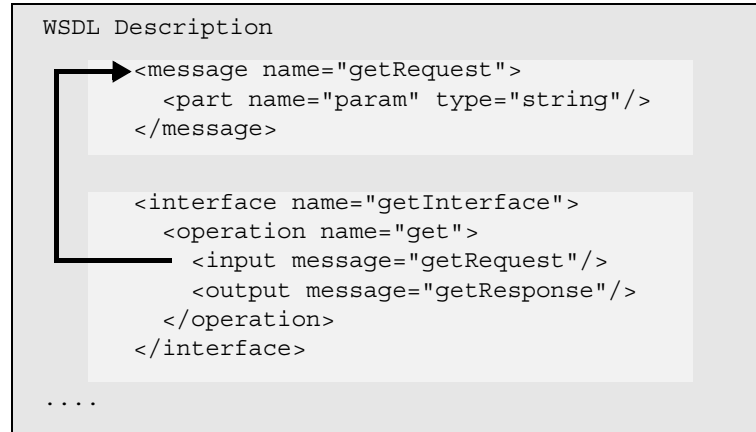 WSDL Description
<message name="getRequest">
<part name="param" type="string"/>
</message>
<interface name="getInterface">
<operation name="get">
<input message="getRequest"/>
<output message="getResponse"/>
</operation>
</interface>
....